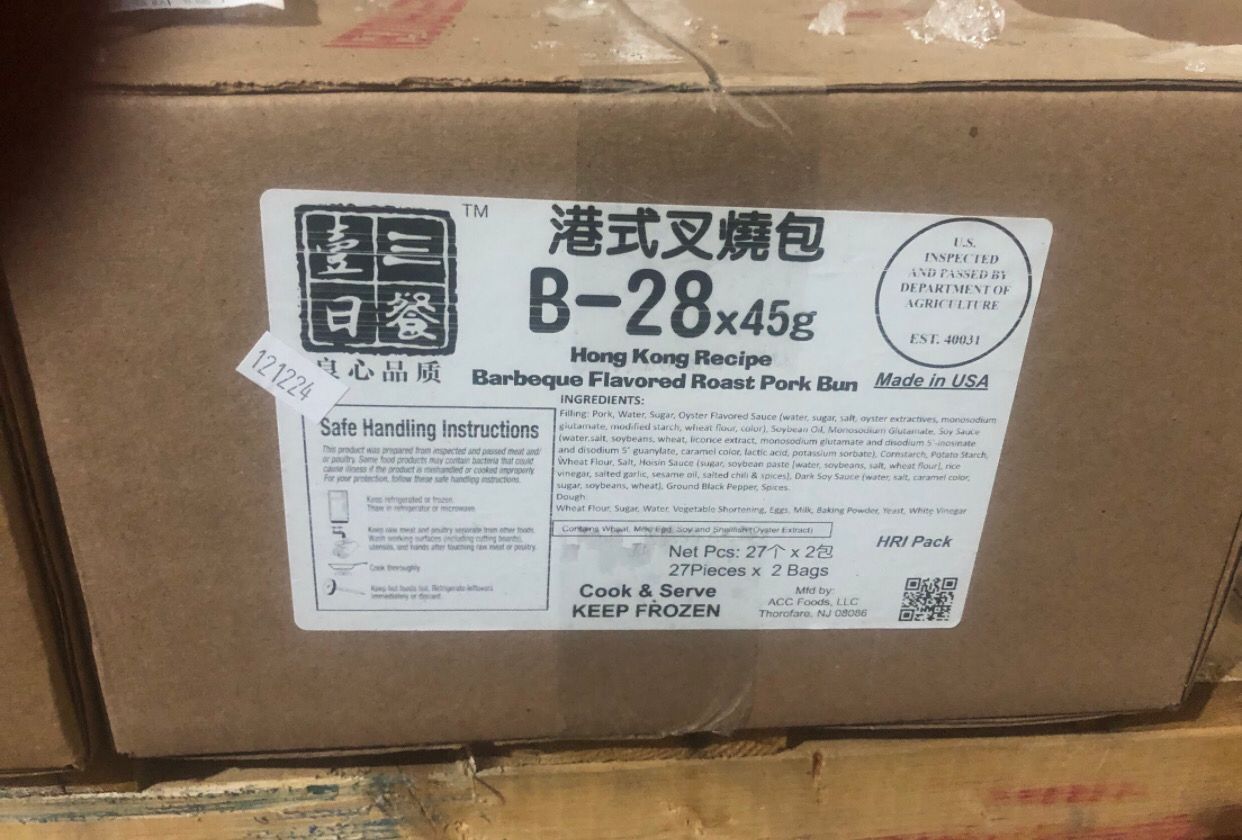 壹 三
日 餐
TM
良心品质
121224
港式叉燒包
B-28x45g
Hong Kong Recipe
Barbeque Flavored Roast Pork Bun
U.S.
INSPECTED
AND PASSED BY
DEPARTMENT OF
AGRICULTURE
EST. 40031
Made in USA
Safe Handling Instructions
This product was prepared from inspected and passed meat and/
or poultry. Some food products may contain bacteria that could
cause illness if the product is mishandled or cooked improperly.
For your protection, follow these safe handling instructions.
Keep refrigerated or frozen.
Thaw in refrigerator or microwave.
Keep raw meat and poultry separate from other foods.
Wash working surfaces (including cutting boards),
utensils, and hands after touching raw meat or poultry.
Cook thoroughly
Keep hot foods hot. Refrigerate leftovers
immediately or discard.
INGREDIENTS:
Filling: Pork, Water, Sugar, Oyster Flavored Sauce (water, sugar, salt, oyster extractives, monosodium
glutamate, modified starch, wheat flour, color), Soybean Oil, Monosodium Glutamate, Soy Sauce
(water.salt, soybeans, wheat, licorice extract, monosodium glutamate and disodium 5'-inosinate
and disodium 5' guanylate, caramel color, lactic acid, potassium sorbate), Cornstarch, Potato Starch,
Wheat Flour, Salt, Hoisin Sauce (sugar, soybean paste [water, soybeans, salt, wheat flour], rice
vinegar, salted garlic, sesame oil, salted chili & spices), Dark Soy Sauce (water, salt, caramel color,
sugar, soybeans, wheat), Ground Black Pepper, Spices.
Dough:
Wheat Flour, Sugar, Water, Vegetable Shortening, Eggs, Milk, Baking Powder, Yeast, White Vinegar
Contains Wheat, Milk, Egg, Soy and Shellfish (Oyster Extract)
Net Pcs: 27个 x 2包
27Pieces x 2 Bags
HRI Pack
Cook & Serve
KEEP FROZEN
Mfd by:
ACC Foods, LLC
Thorofare, NJ 08086